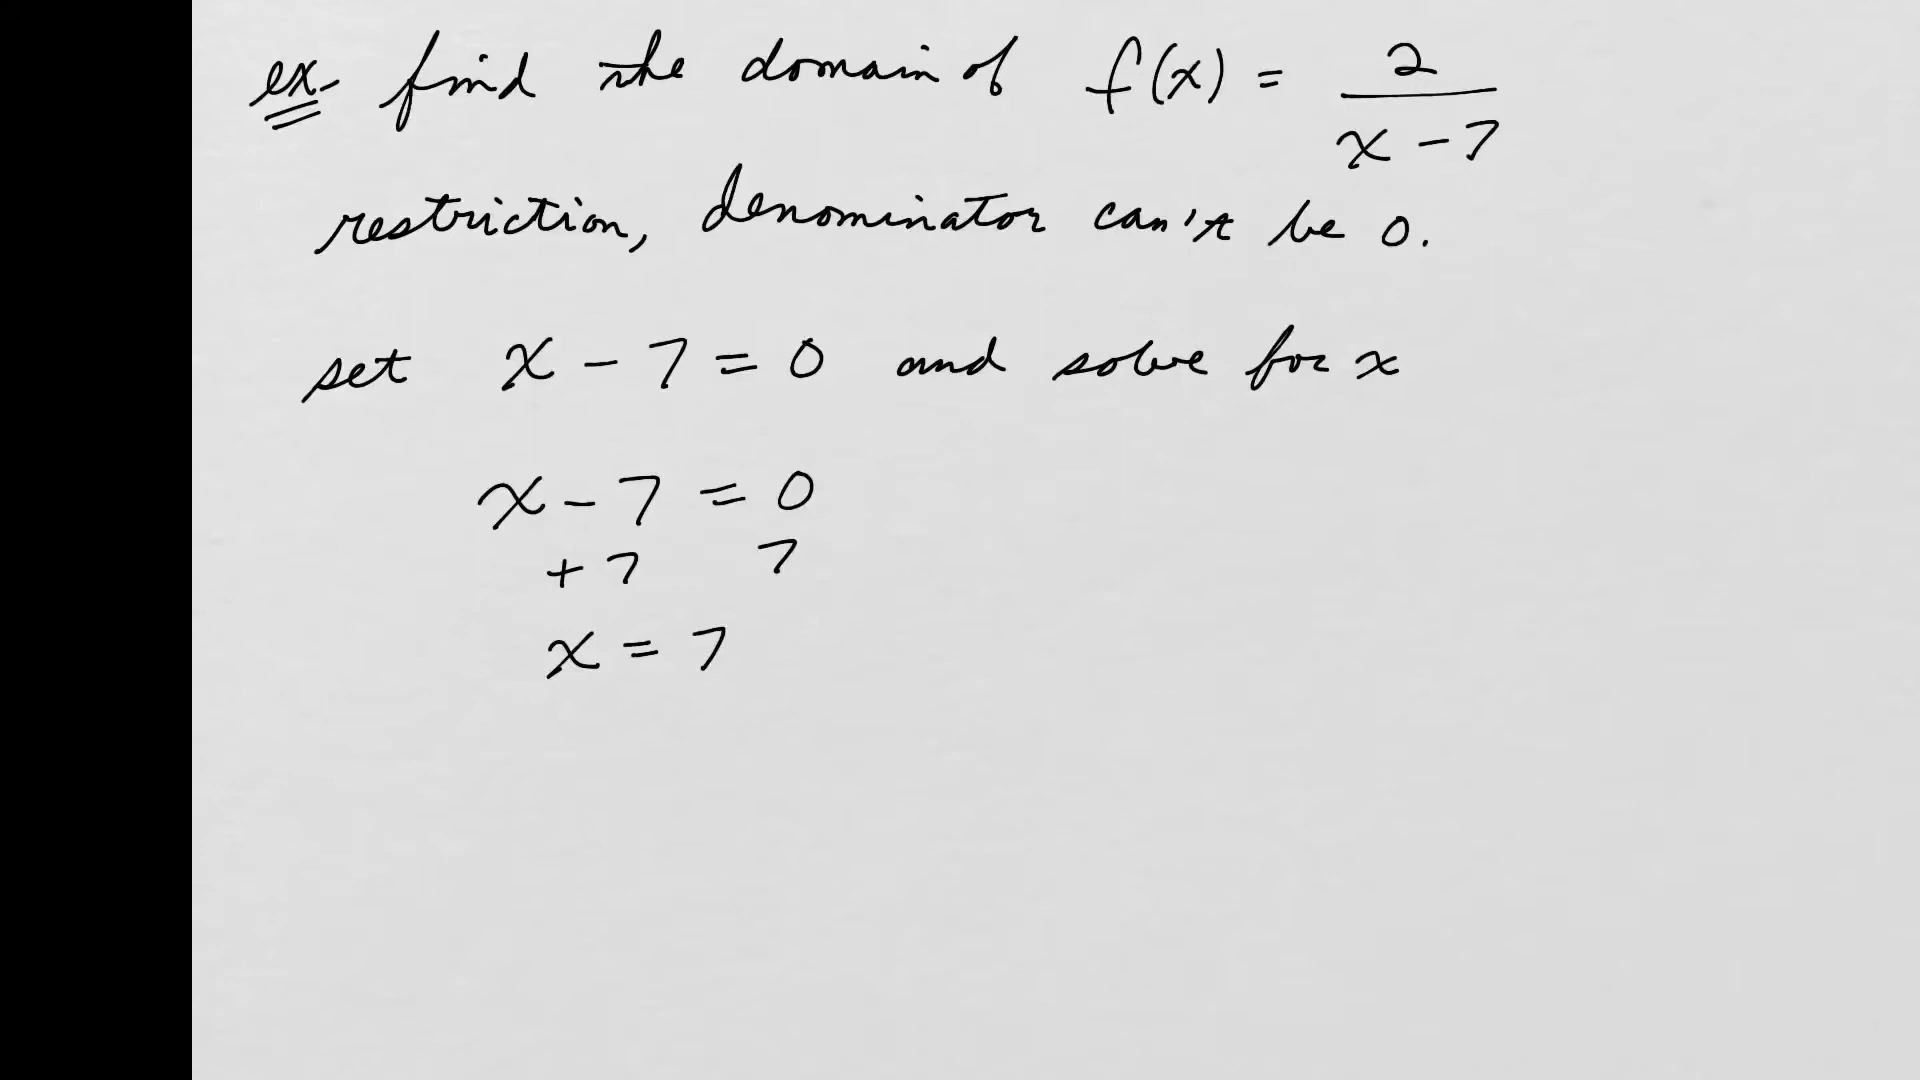 ex. find the domain of f(x) = 2/(x - 7)
restriction, denominator can't be 0.
set x - 7 = 0 and solve for x
x - 7 = 0
+ 7 7
x = 7